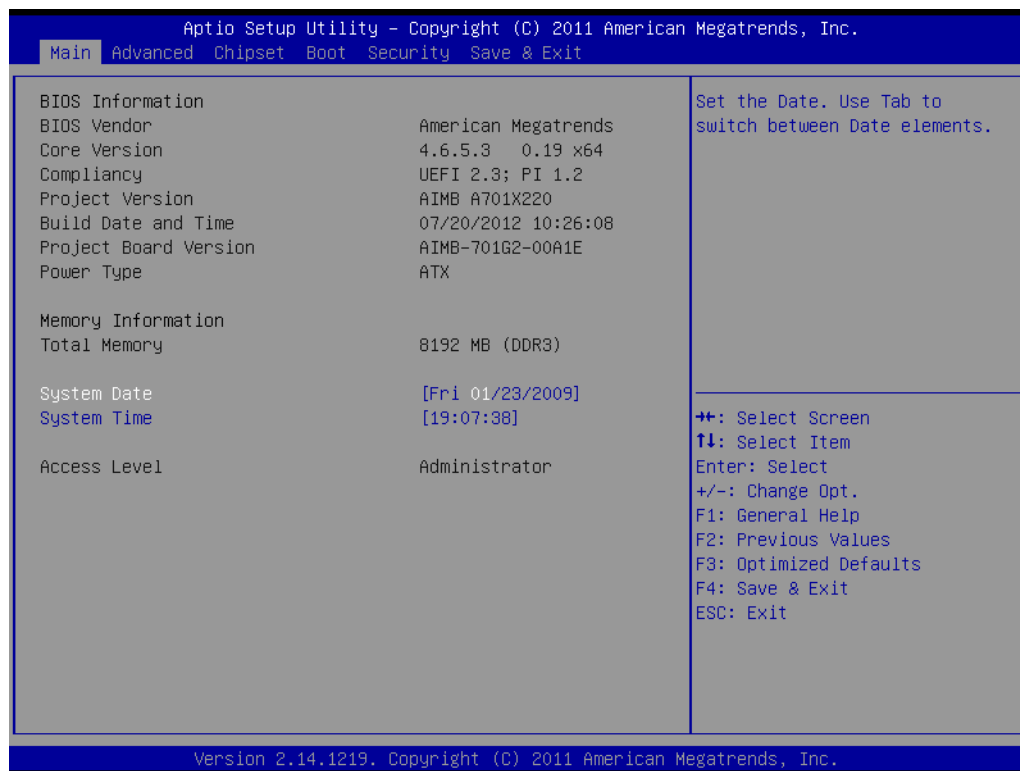 Aptio Setup Utility – Copyright (C) 2011 American Megatrends, Inc.
Main Advanced Chipset Boot Security Save & Exit
BIOS Information
BIOS Vendor American Megatrends
Core Version 4.6.5.3 0.19 x64
Compliancy UEFI 2.3; PI 1.2
Project Version AIMB A701X220
Build Date and Time 07/20/2012 10:26:08
Project Board Version AIMB-701G2-00A1E
Power Type ATX
Memory Information
Total Memory 8192 MB (DDR3)
System Date [Fri 01/23/2009]
System Time [19:07:38]
Access Level Administrator
Set the Date. Use Tab to
switch between Date elements.
→←: Select Screen
↑↓: Select Item
Enter: Select
+/-: Change Opt.
F1: General Help
F2: Previous Values
F3: Optimized Defaults
F4: Save & Exit
ESC: Exit
Version 2.14.1219. Copyright (C) 2011 American Megatrends, Inc.